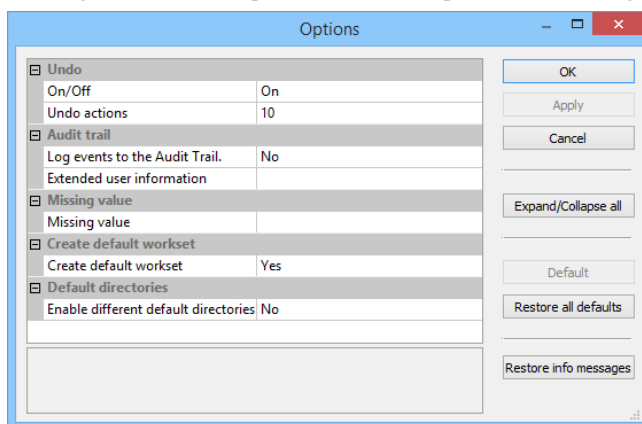 Options
Undo
On/Off On
Undo actions 10
Audit trail
Log events to the Audit Trail. No
Extended user information
Missing value
Missing value
Create default workset
Create default workset Yes
Default directories
Enable different default directories No
OK
Apply
Cancel
Expand/Collapse all
Default
Restore all defaults
Restore info messages